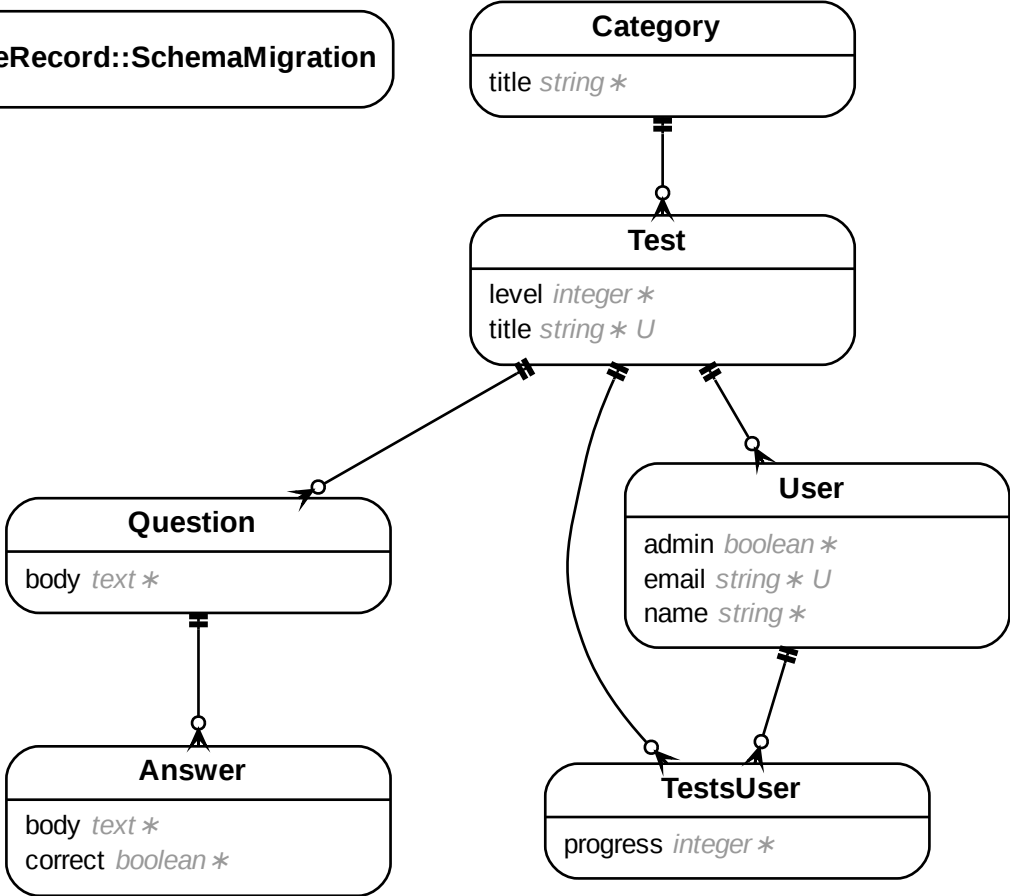 eRecord::SchemaMigration
Category
title string ∗
Test
level integer ∗
title string ∗ U
User
admin boolean ∗
email string ∗ U
name string ∗
Question
body text ∗
Answer
body text ∗
correct boolean ∗
TestsUser
progress integer ∗